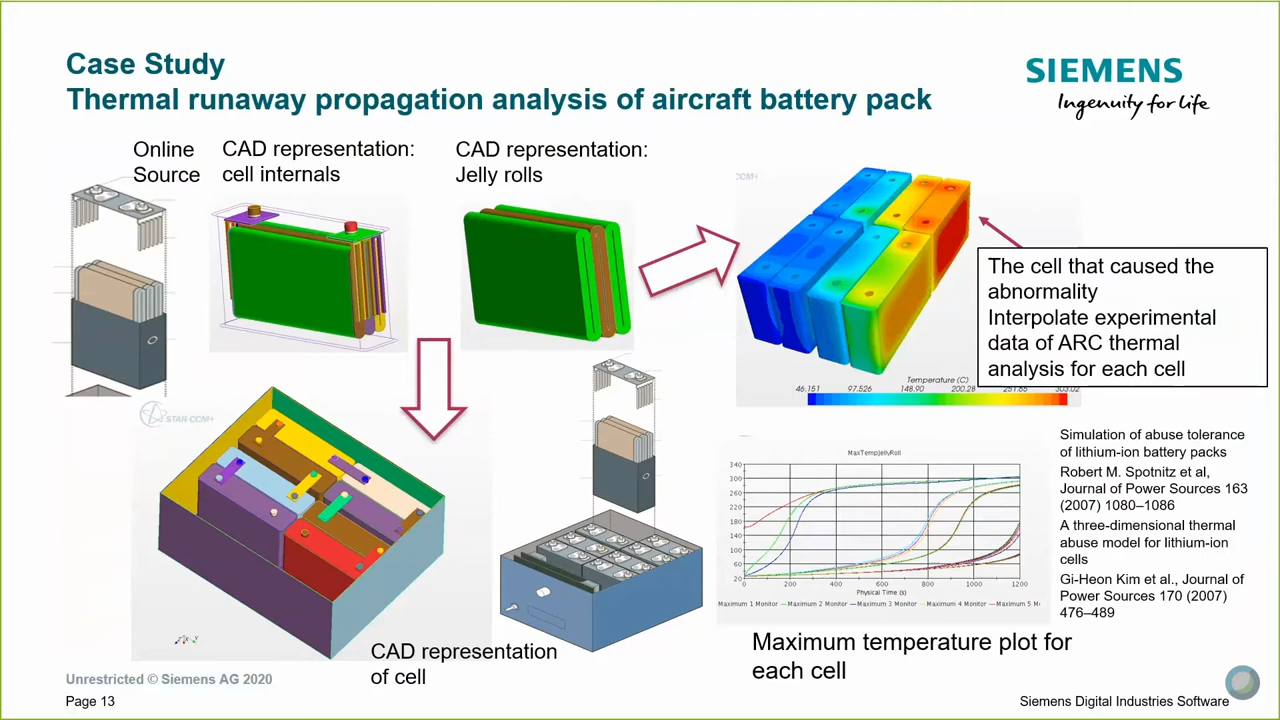 Case Study
Thermal runaway propagation analysis of aircraft battery pack
SIEMENS
Ingenuity for life
Online
Source
CAD representation:
cell internals
CAD representation:
Jelly rolls
The cell that caused the
abnormality
Interpolate experimental
data of ARC thermal
analysis for each cell
Temperature (C)
46.151 97.526 148.90 200.28
STAR-CCM+
MaxTempJellyRoll
340
300
260
220
180
140
100
60
20
0 200 400 600 800 1000 1200
Physical Time (s)
Maximum 1 Monitor Maximum 2 Monitor Maximum 3 Monitor Maximum 4 Monitor Maximum 5 M
Simulation of abuse tolerance
of lithium-ion battery packs
Robert M. Spotnitz et al,
Journal of Power Sources 163
(2007) 1080–1086
A three-dimensional thermal
abuse model for lithium-ion
cells
Gi-Heon Kim et al., Journal of
Power Sources 170 (2007)
476–489
CAD representation
of cell
Maximum temperature plot for
each cell
Unrestricted © Siemens AG 2020
Page 13
Siemens Digital Industries Software